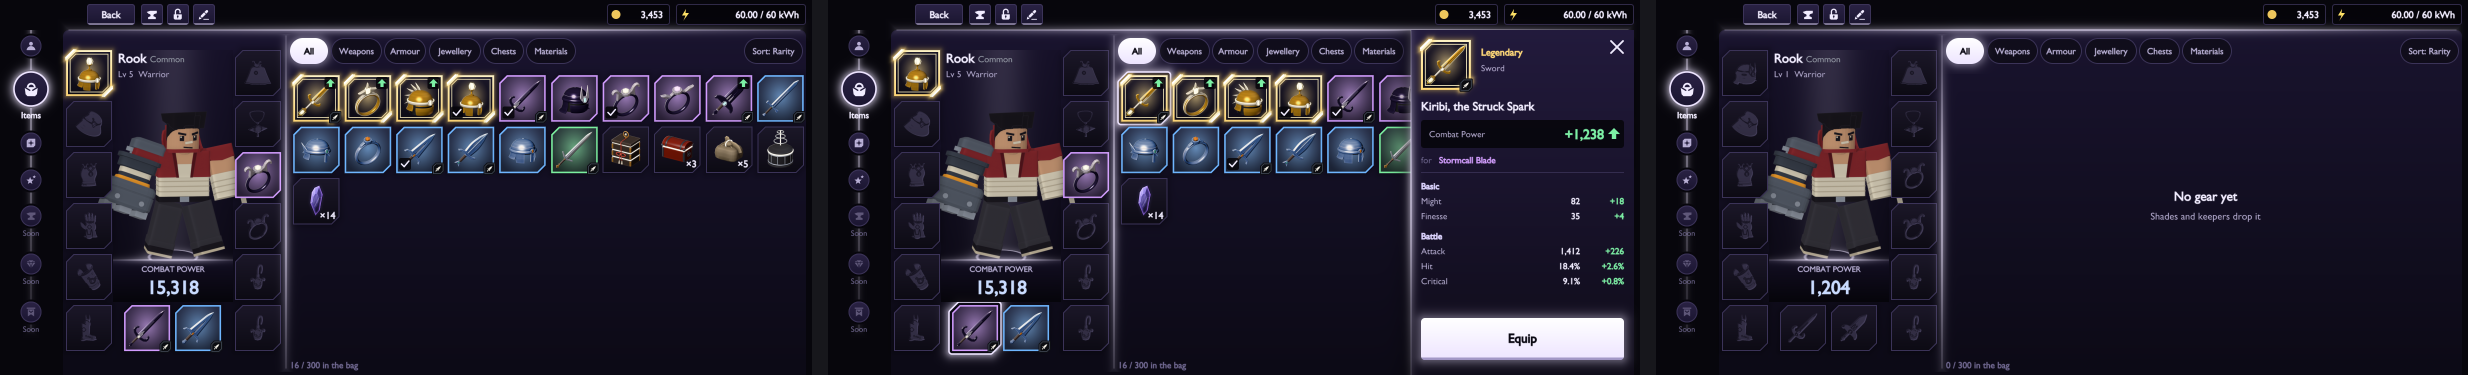 Back
3,453
60.00 / 60 kWh
Rook Common
Lv 5 Warrior
Items
Soon
Soon
Soon
COMBAT POWER
15,318
All
Weapons
Armour
Jewellery
Chests
Materials
Sort: Rarity
×3
×5
×14
16 / 300 in the bag
Back
3,453
60.00 / 60 kWh
Rook Common
Lv 5 Warrior
Items
Soon
Soon
Soon
COMBAT POWER
15,318
All
Weapons
Armour
Jewellery
Chests
Materials
×14
16 / 300 in the bag
Legendary
Sword
Kiribi, the Struck Spark
Combat Power +1,238
for Stormcall Blade
Basic
Might 82 +18
Finesse 35 +4
Battle
Attack 1,412 +226
Hit 18.4% +2.6%
Critical 9.1% +0.8%
Equip
Back
3,453
60.00 / 60 kWh
Rook Common
Lv 1 Warrior
Items
Soon
Soon
Soon
COMBAT POWER
1,204
All
Weapons
Armour
Jewellery
Chests
Materials
Sort: Rarity
No gear yet
Shades and keepers drop it
0 / 300 in the bag